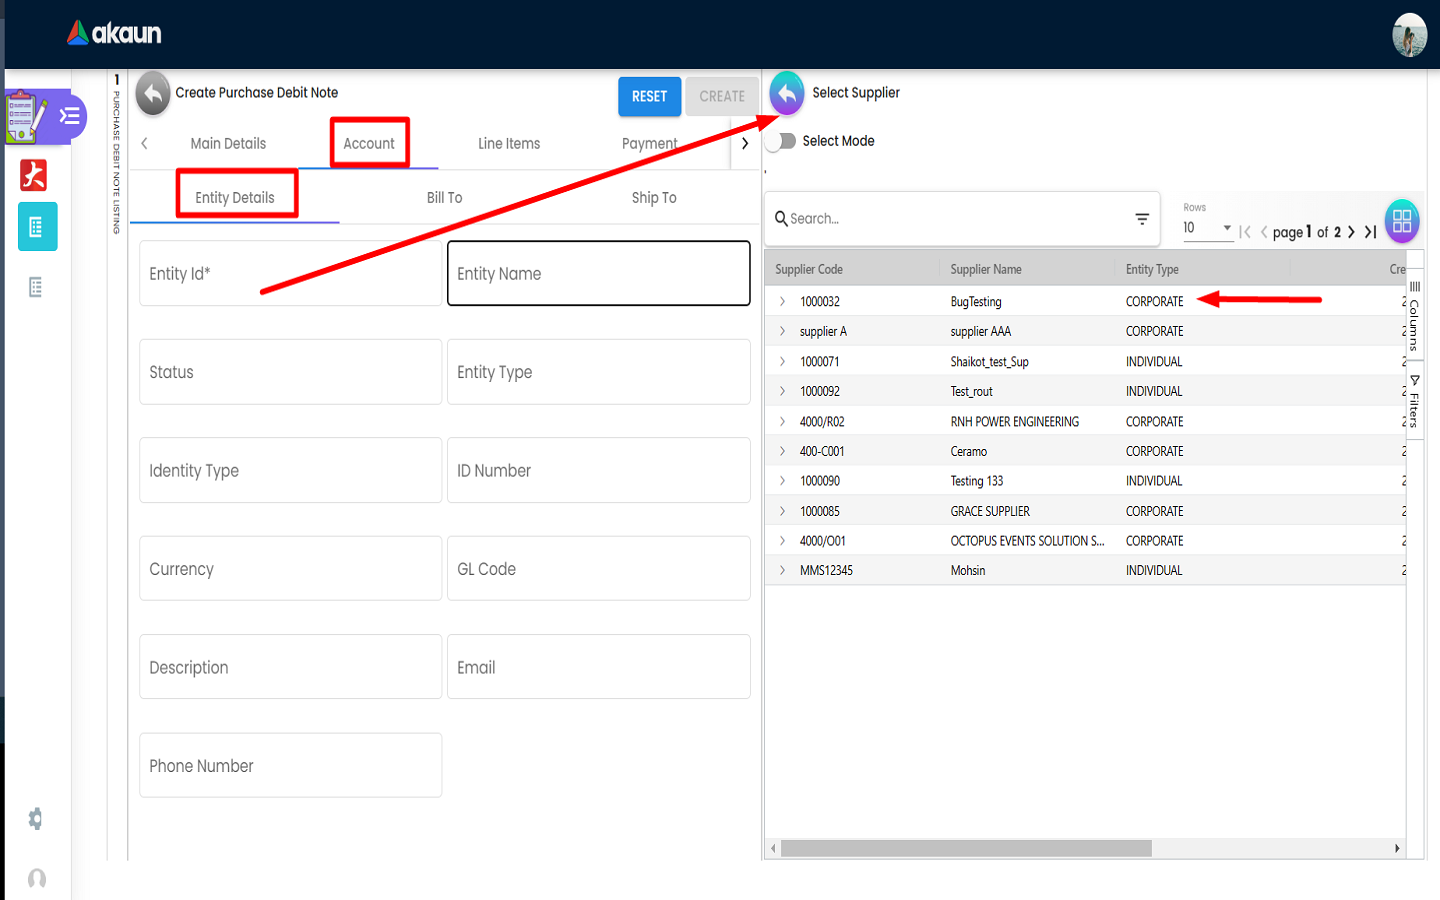 akaun
1 PURCHASE DEBIT NOTE LISTING
Create Purchase Debit Note
RESET
CREATE
Main Details
Account
Line Items
Payment
Entity Details
Bill To
Ship To
Entity Id*
Entity Name
Status
Entity Type
Identity Type
ID Number
Currency
GL Code
Description
Email
Phone Number
Select Supplier
Select Mode
Search...
Rows
10
page 1 of 2
Supplier Code Supplier Name Entity Type Cre
1000032 BugTesting CORPORATE 2
supplier A supplier AAA CORPORATE 2
1000071 Shaikot_test_Sup INDIVIDUAL 2
1000092 Test_rout INDIVIDUAL 2
4000/R02 RNH POWER ENGINEERING CORPORATE 2
400-C001 Ceramo CORPORATE 2
1000090 Testing 133 INDIVIDUAL 2
1000085 GRACE SUPPLIER CORPORATE 2
4000/O01 OCTOPUS EVENTS SOLUTION S... CORPORATE 2
MMS12345 Mohsin INDIVIDUAL 2
Columns
Filters